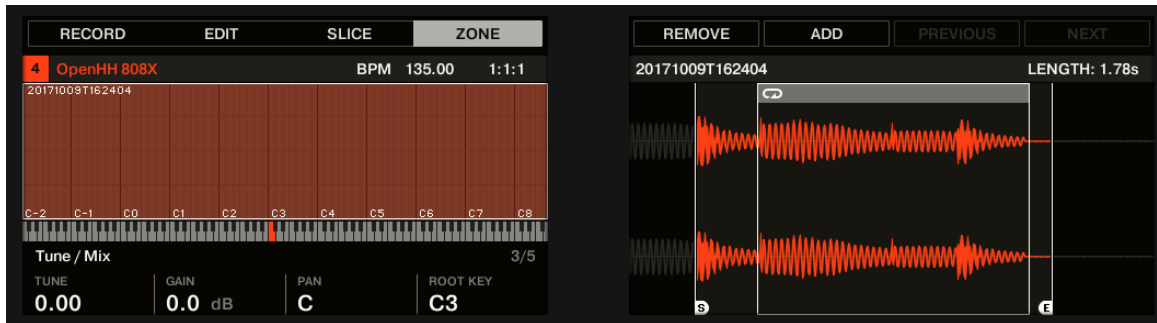 RECORD EDIT SLICE ZONE
4 OpenHH 808X BPM 135.00 1:1:1
20171009T162404
C-2 C-1 C0 C1 C2 C3 C4 C5 C6 C7 C8
Tune / Mix 3/5
TUNE GAIN PAN ROOT KEY
0.00 0.0 dB C C3
REMOVE ADD PREVIOUS NEXT
20171009T162404 LENGTH: 1.78s
S E